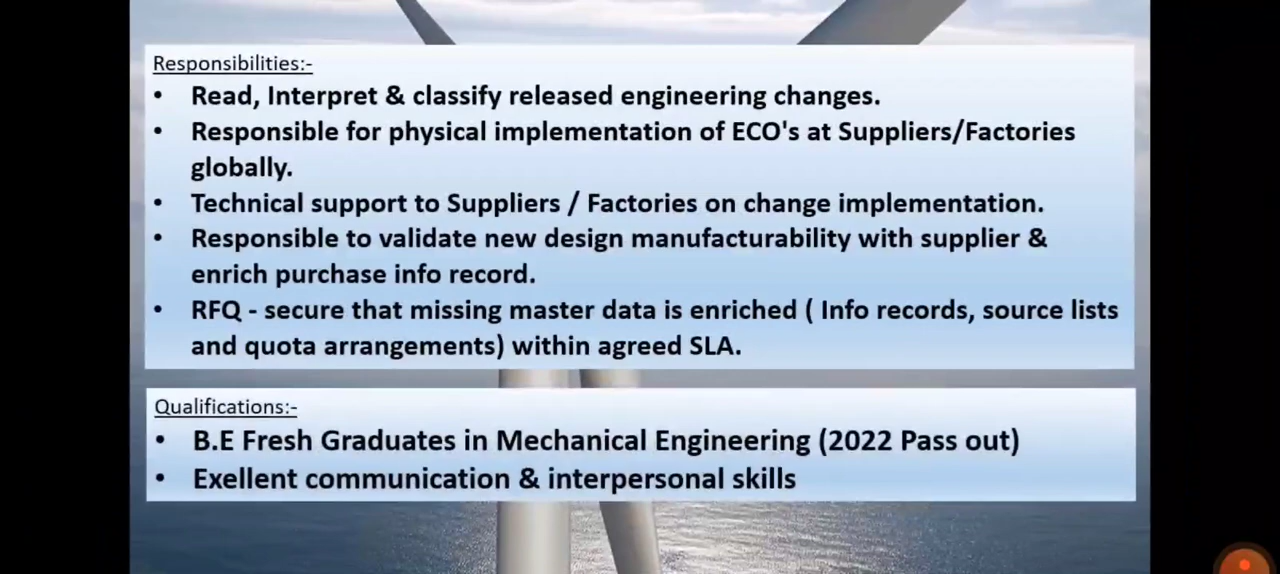 Responsibilities:-
• Read, Interpret & classify released engineering changes.
• Responsible for physical implementation of ECO's at Suppliers/Factories
globally.
• Technical support to Suppliers / Factories on change implementation.
• Responsible to validate new design manufacturability with supplier &
enrich purchase info record.
• RFQ - secure that missing master data is enriched ( Info records, source lists
and quota arrangements) within agreed SLA.
Qualifications:-
• B.E Fresh Graduates in Mechanical Engineering (2022 Pass out)
• Exellent communication & interpersonal skills